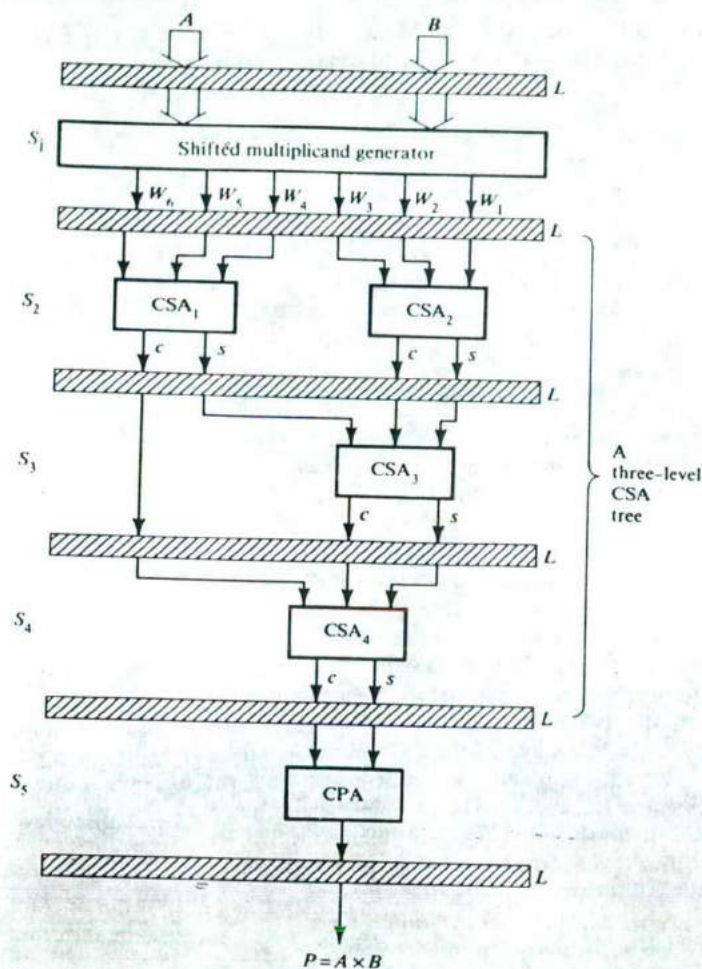 A B
L
S₁ Shifted multiplicand generator
W₆ W₅ W₄ W₃ W₂ W₁
L
S₂ CSA₁ CSA₂
c s c s
L
S₃ CSA₃
A
three-level
CSA
tree
c s
L
S₄ CSA₄
c s
L
S₅ CPA
L
P = A × B